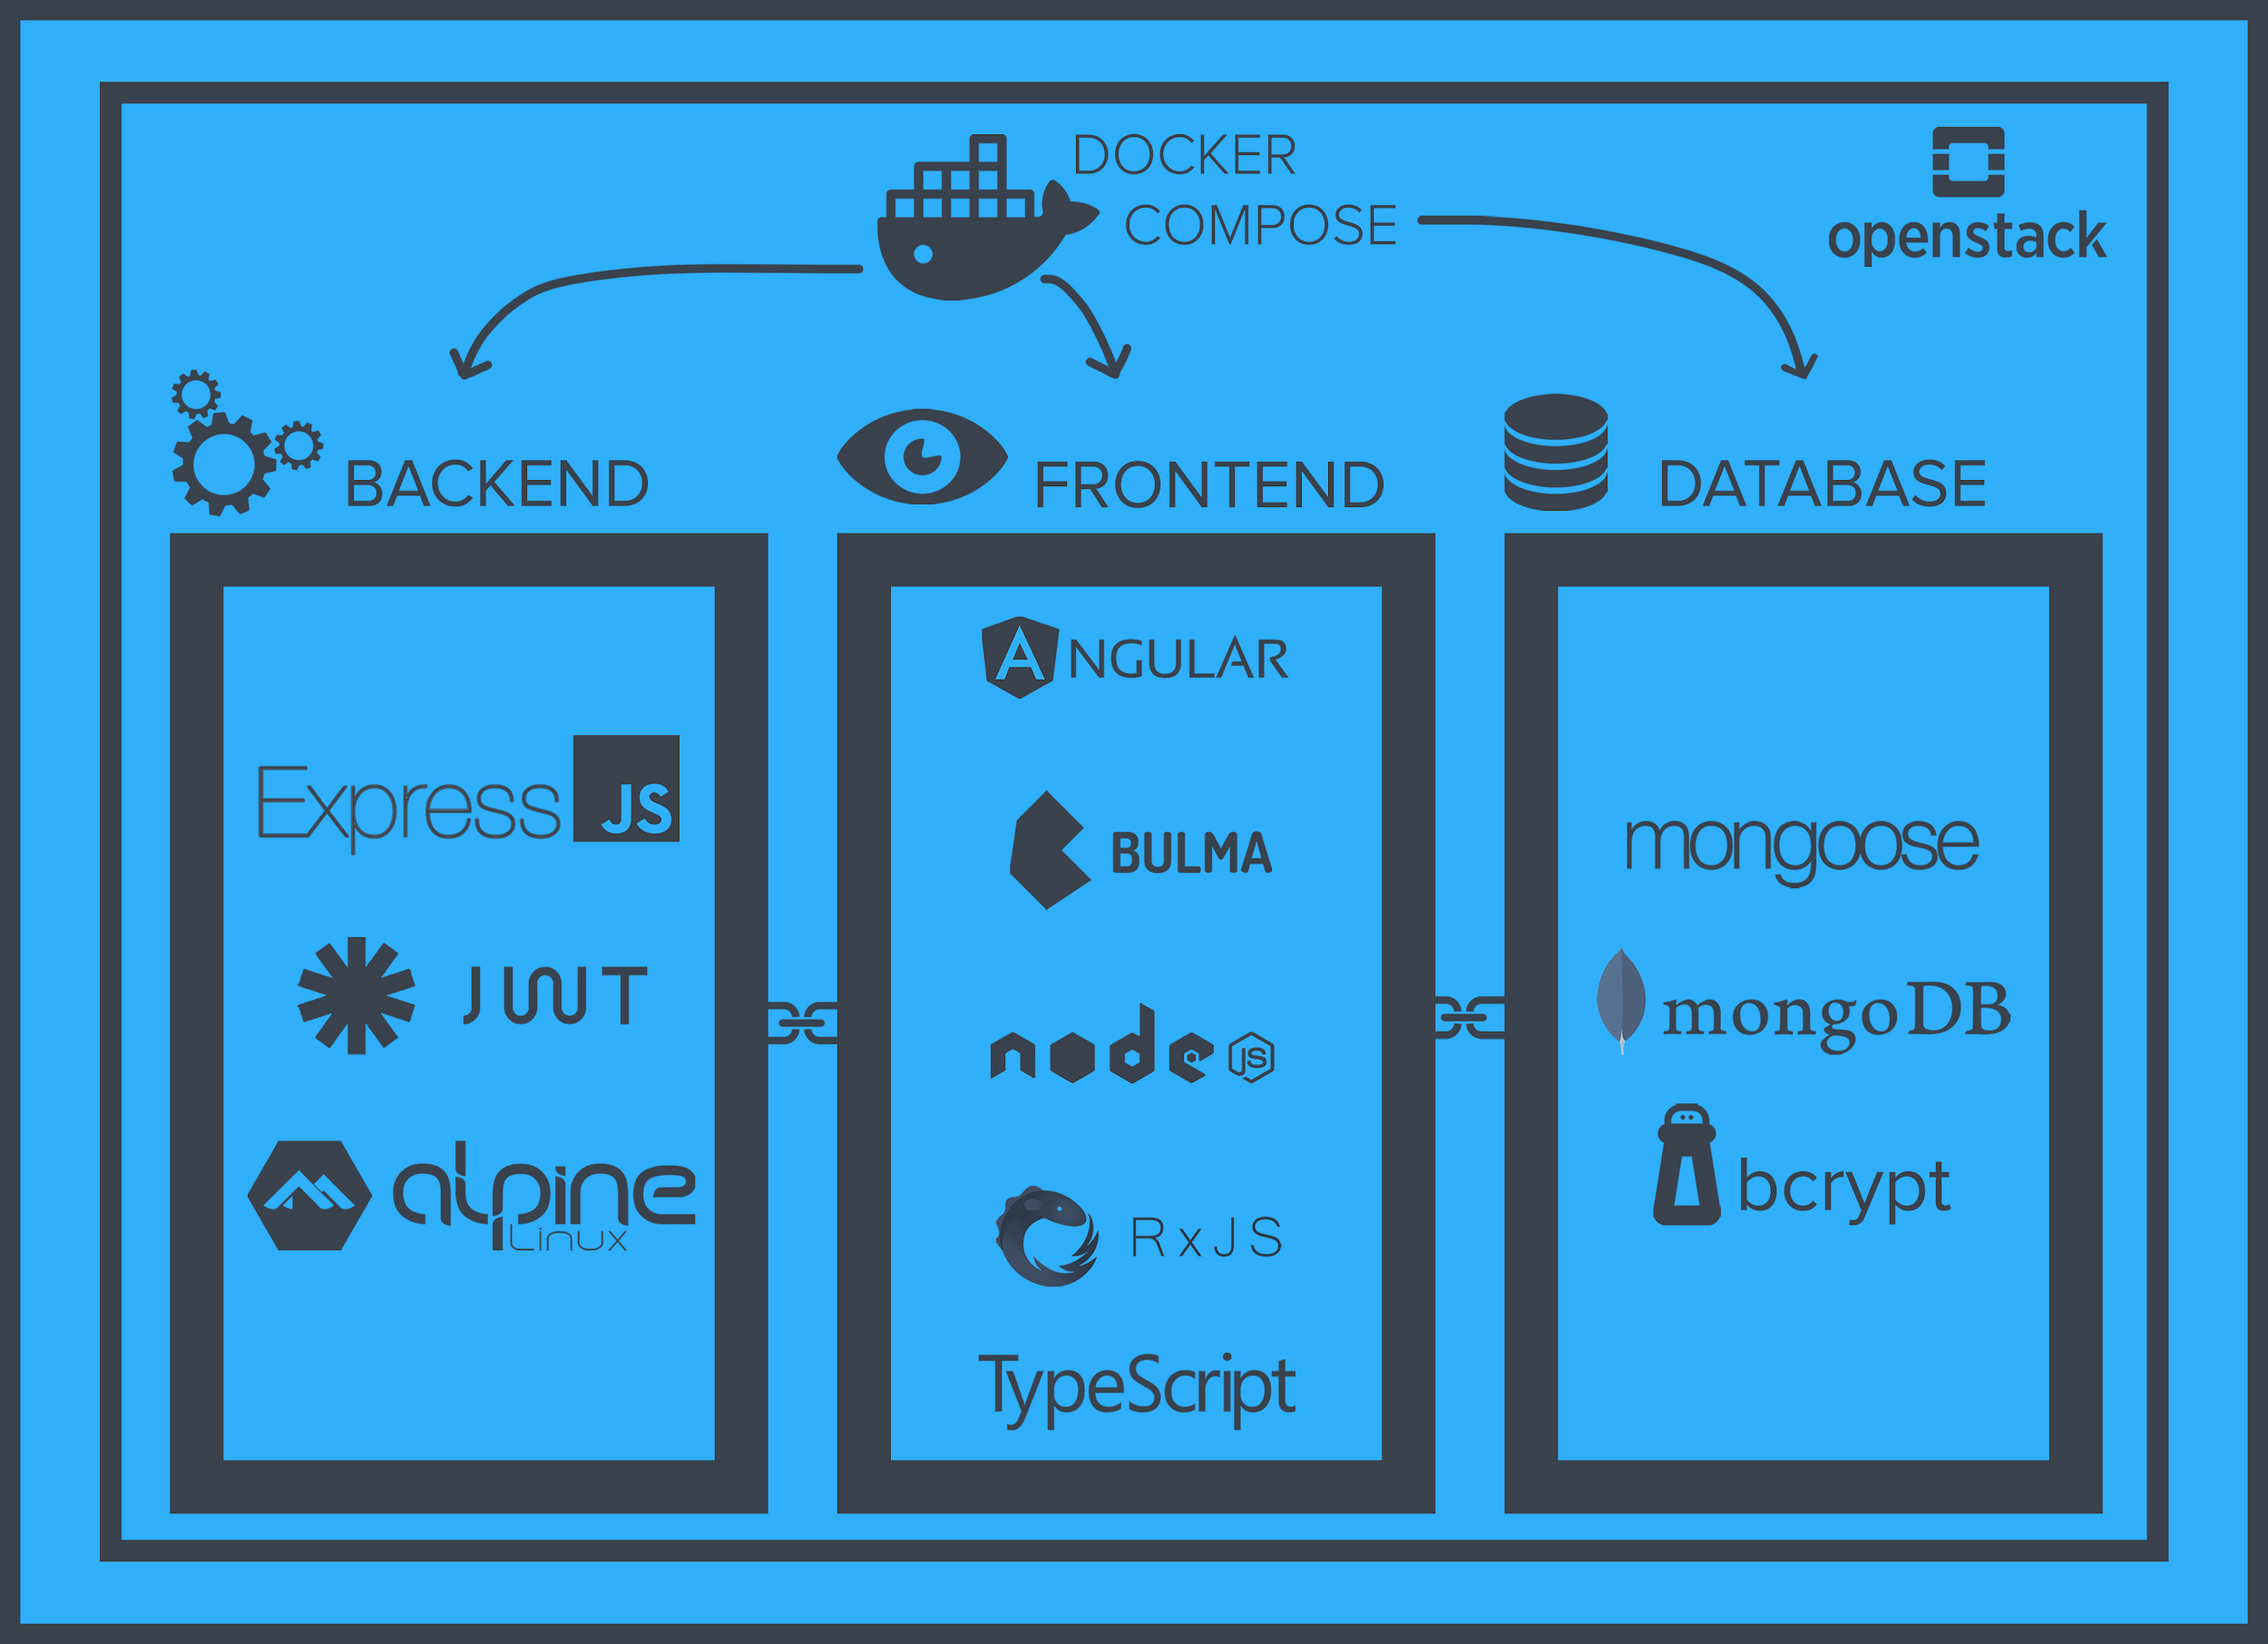 DOCKER
COMPOSE
openstack
BACKEND
FRONTEND
DATABASE
Express JS
JWT
alpine
Linux
ANGULAR
BULMA
node JS
RxJS
TypeScript
mongoose
mongoDB
bcrypt